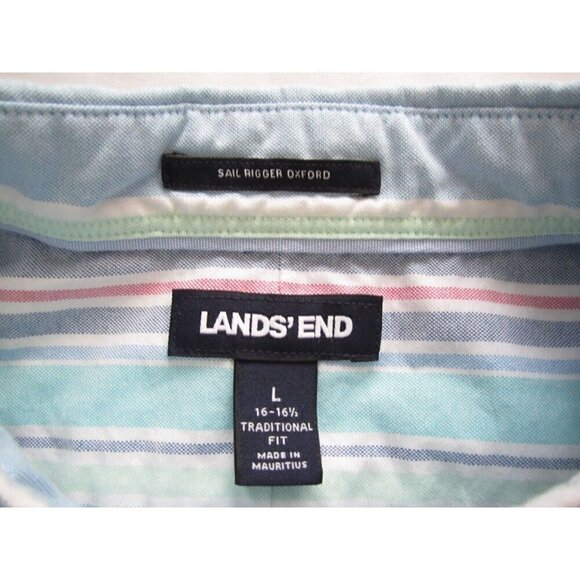 SAIL RIGGER OXFORD
LANDS' END
L
16-16½
TRADITIONAL
FIT
MADE IN
MAURITIUS